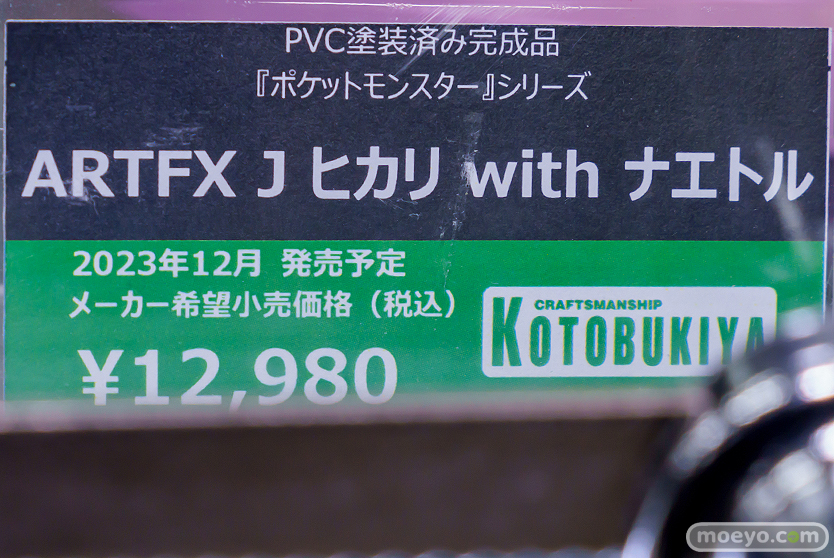 PVC塗装済み完成品
『ポケットモンスター』シリーズ
ARTFX J ヒカリ with ナエトル
2023年12月 発売予定
メーカー希望小売価格（税込）
¥12,980
CRAFTSMANSHIP
KOTOBUKIYA
moeyo.com